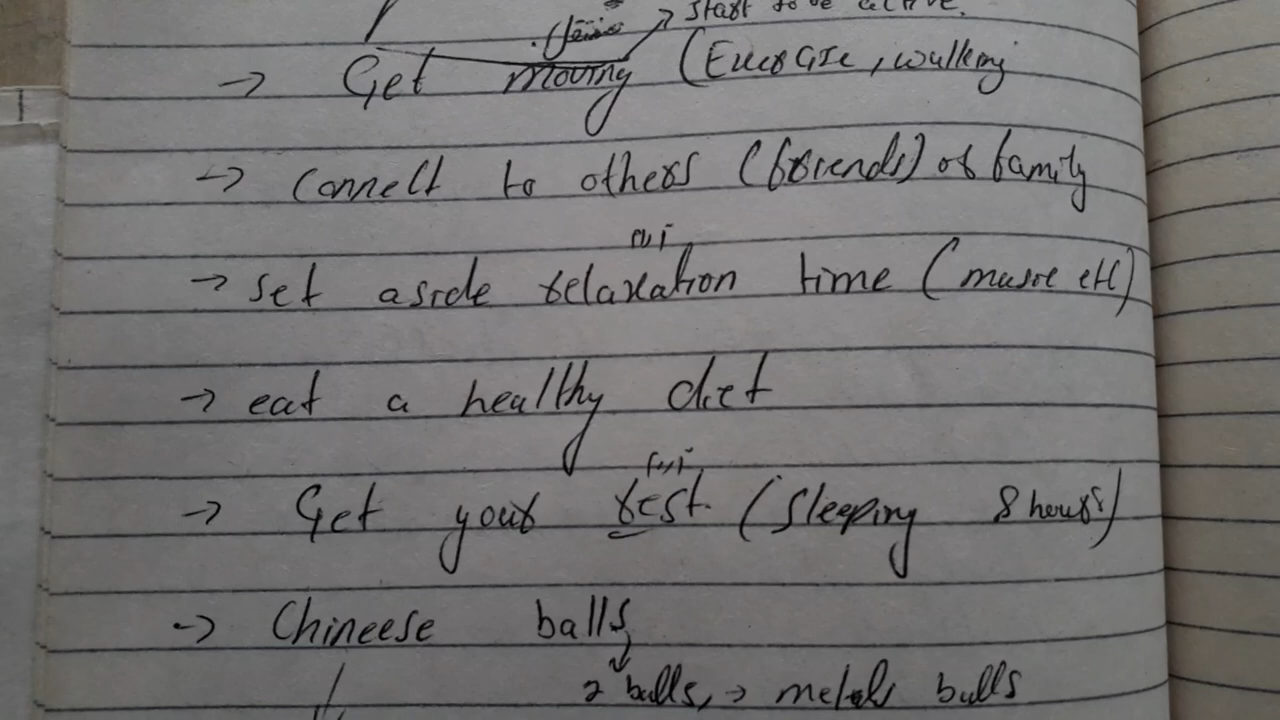 start to be active.
→ Get moving (Exercise, walking
→ Connect to others (friends) of family
→ set aside relaxation time (music etc)
→ eat a healthy diet
→ Get your rest. (Sleeping 8 hours)
→ Chineese balls,
2 balls, → metals balls